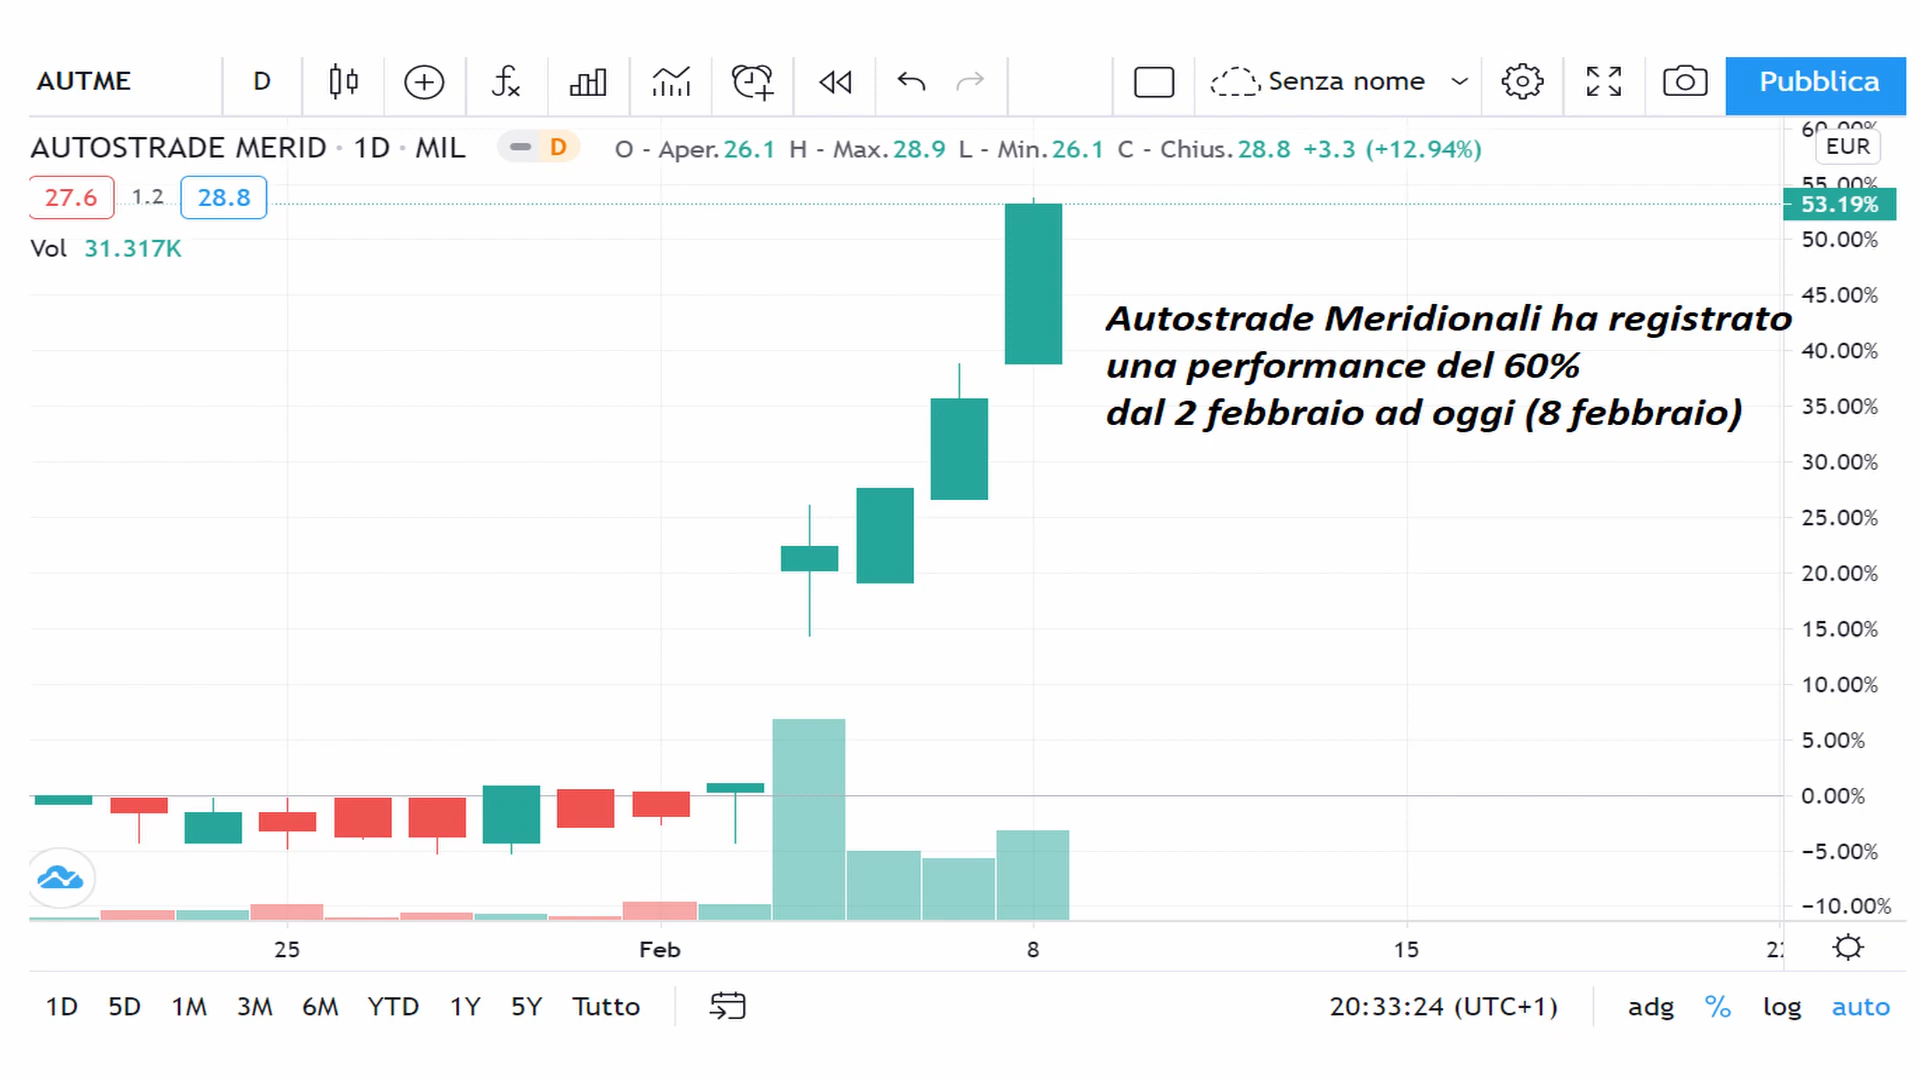 AUTME D Senza nome Pubblica
AUTOSTRADE MERID · 1D · MIL D O - Aper.26.1 H - Max.28.9 L - Min.26.1 C - Chius.28.8 +3.3 (+12.94%)
EUR
27.6 1.2 28.8
Vol 31.317K
60.00%
55.00%
53.19%
50.00%
45.00%
40.00%
35.00%
30.00%
25.00%
20.00%
15.00%
10.00%
5.00%
0.00%
−5.00%
−10.00%
Autostrade Meridionali ha registrato
una performance del 60%
dal 2 febbraio ad oggi (8 febbraio)
25 Feb 8 15
1D 5D 1M 3M 6M YTD 1Y 5Y Tutto 20:33:24 (UTC+1) adg % log auto